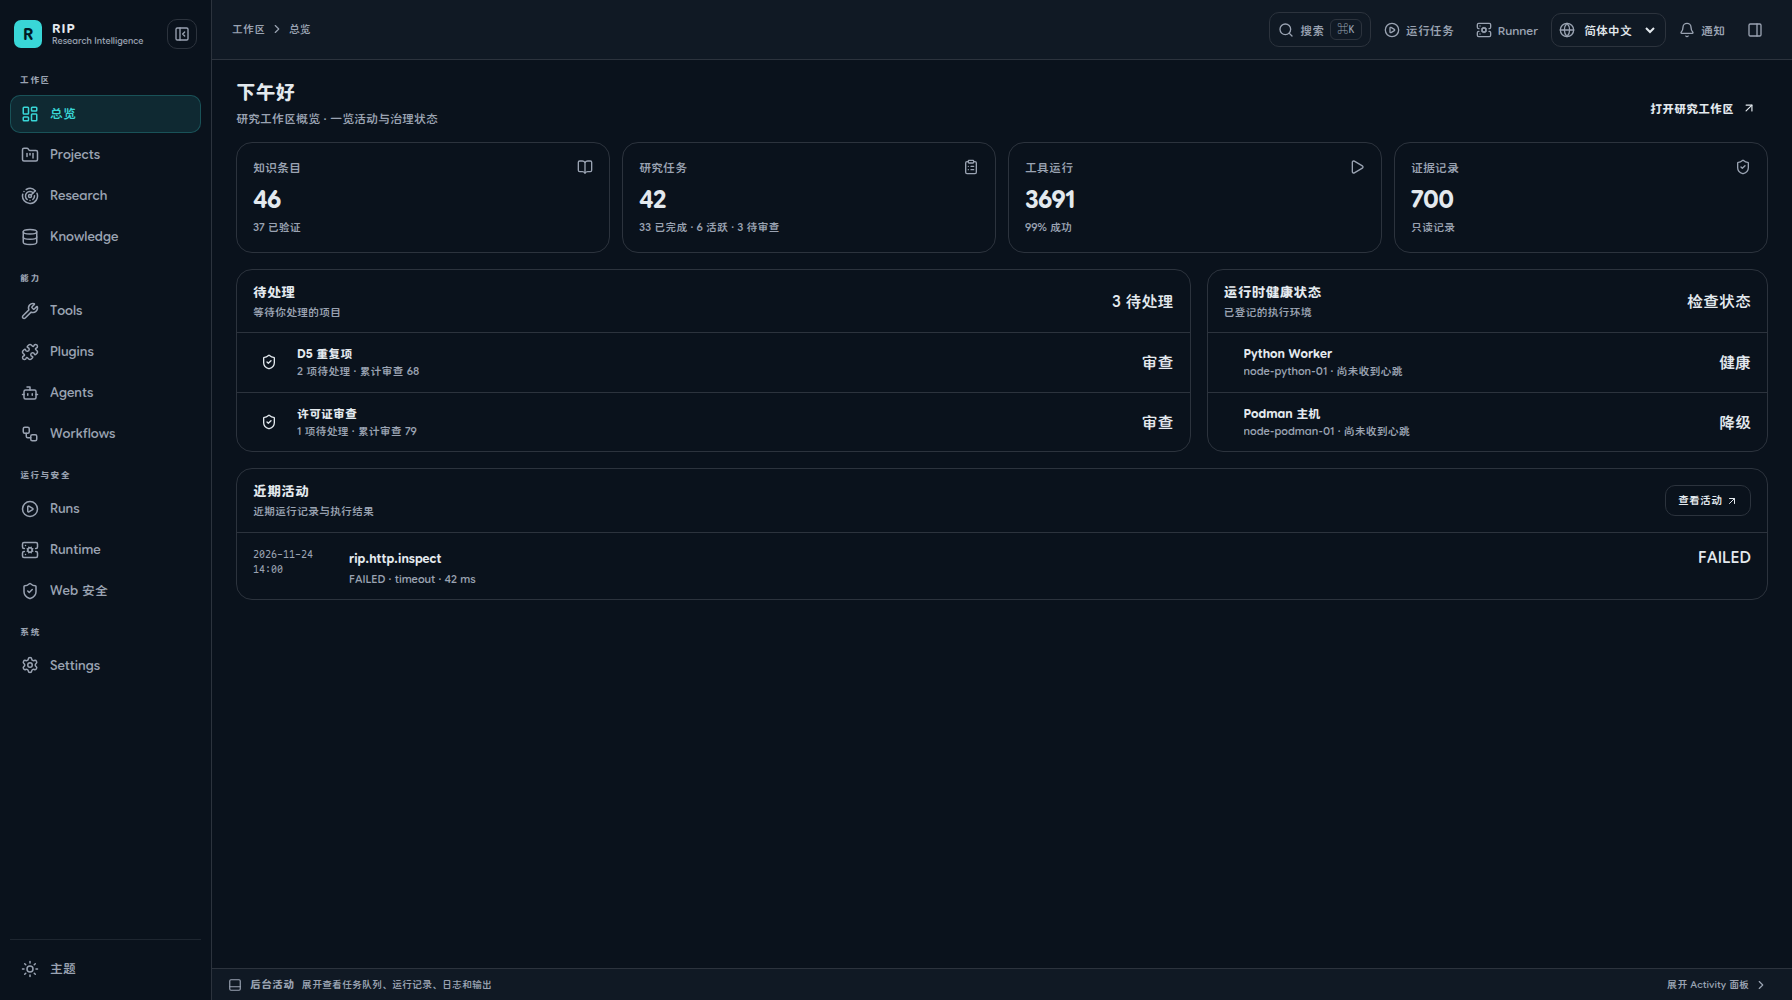 R
RIP
Research Intelligence
工作区
总览
Projects
Research
Knowledge
能力
Tools
Plugins
Agents
Workflows
运行与安全
Runs
Runtime
Web 安全
系统
Settings
主题
工作区 > 总览
搜索 ⌘K
运行任务
Runner
简体中文
通知
下午好
研究工作区概览 · 一览活动与治理状态
打开研究工作区
知识条目
46
37 已验证
研究任务
42
33 已完成 · 6 活跃 · 3 待审查
工具运行
3691
99% 成功
证据记录
700
只读记录
待处理
等待你处理的项目
3 待处理
D5 重复项
2 项待处理 · 累计审查 68
审查
许可证审查
1 项待处理 · 累计审查 79
审查
运行时健康状态
已登记的执行环境
检查状态
Python Worker
node-python-01 · 尚未收到心跳
健康
Podman 主机
node-podman-01 · 尚未收到心跳
降级
近期活动
近期运行记录与执行结果
查看活动
2026-11-24
14:00
rip.http.inspect
FAILED · timeout · 42 ms
FAILED
后台活动 展开查看任务队列、运行记录、日志和输出
展开 Activity 面板